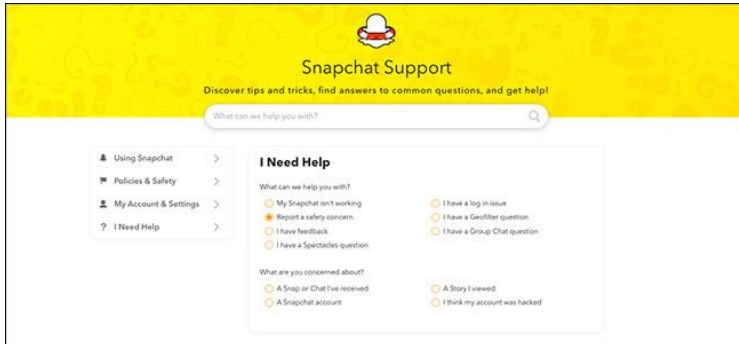 Snapchat Support
Discover tips and tricks, find answers to common questions, and get help!
What can we help you with?
Using Snapchat
Policies & Safety
My Account & Settings
? I Need Help
I Need Help
What can we help you with?
My Snapchat isn't working
I have a log in issue
Report a safety concern
I have a Geofilter question
I have feedback
I have a Group Chat question
I have a Spectacles question
What are you concerned about?
A Snap or Chat I've received
A Story I viewed
A Snapchat account
I think my account was hacked